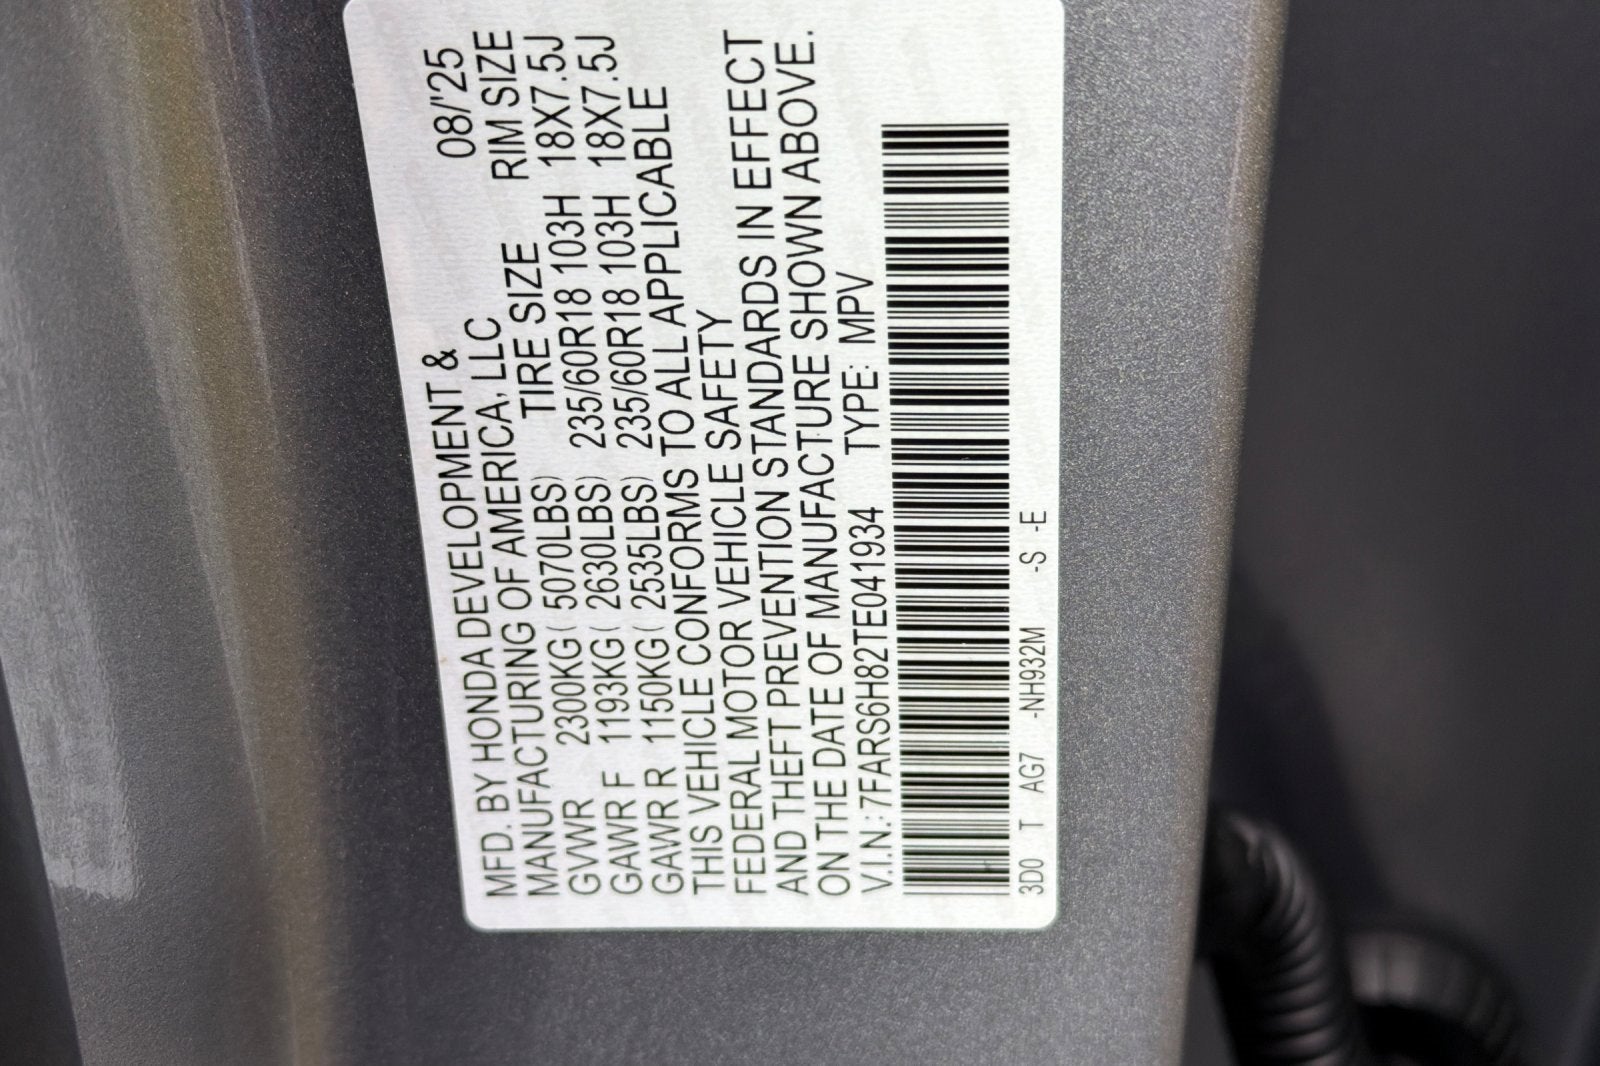 MFD. BY HONDA DEVELOPMENT & 08/'25
MANUFACTURING OF AMERICA, LLC RIM SIZE
TIRE SIZE
GVWR 2300KG( 5070LBS) 235/60R18 103H 18X7.5J
GAWR F 1193KG( 2630LBS) 235/60R18 103H 18X7.5J
GAWR R 1150KG( 2535LBS)
THIS VEHICLE CONFORMS TO ALL APPLICABLE
FEDERAL MOTOR VEHICLE SAFETY
AND THEFT PREVENTION STANDARDS IN EFFECT
ON THE DATE OF MANUFACTURE SHOWN ABOVE.
V.I.N.: 7FARS6H82TE041934 TYPE: MPV
3D0 T AG7 -NH932M -S -E